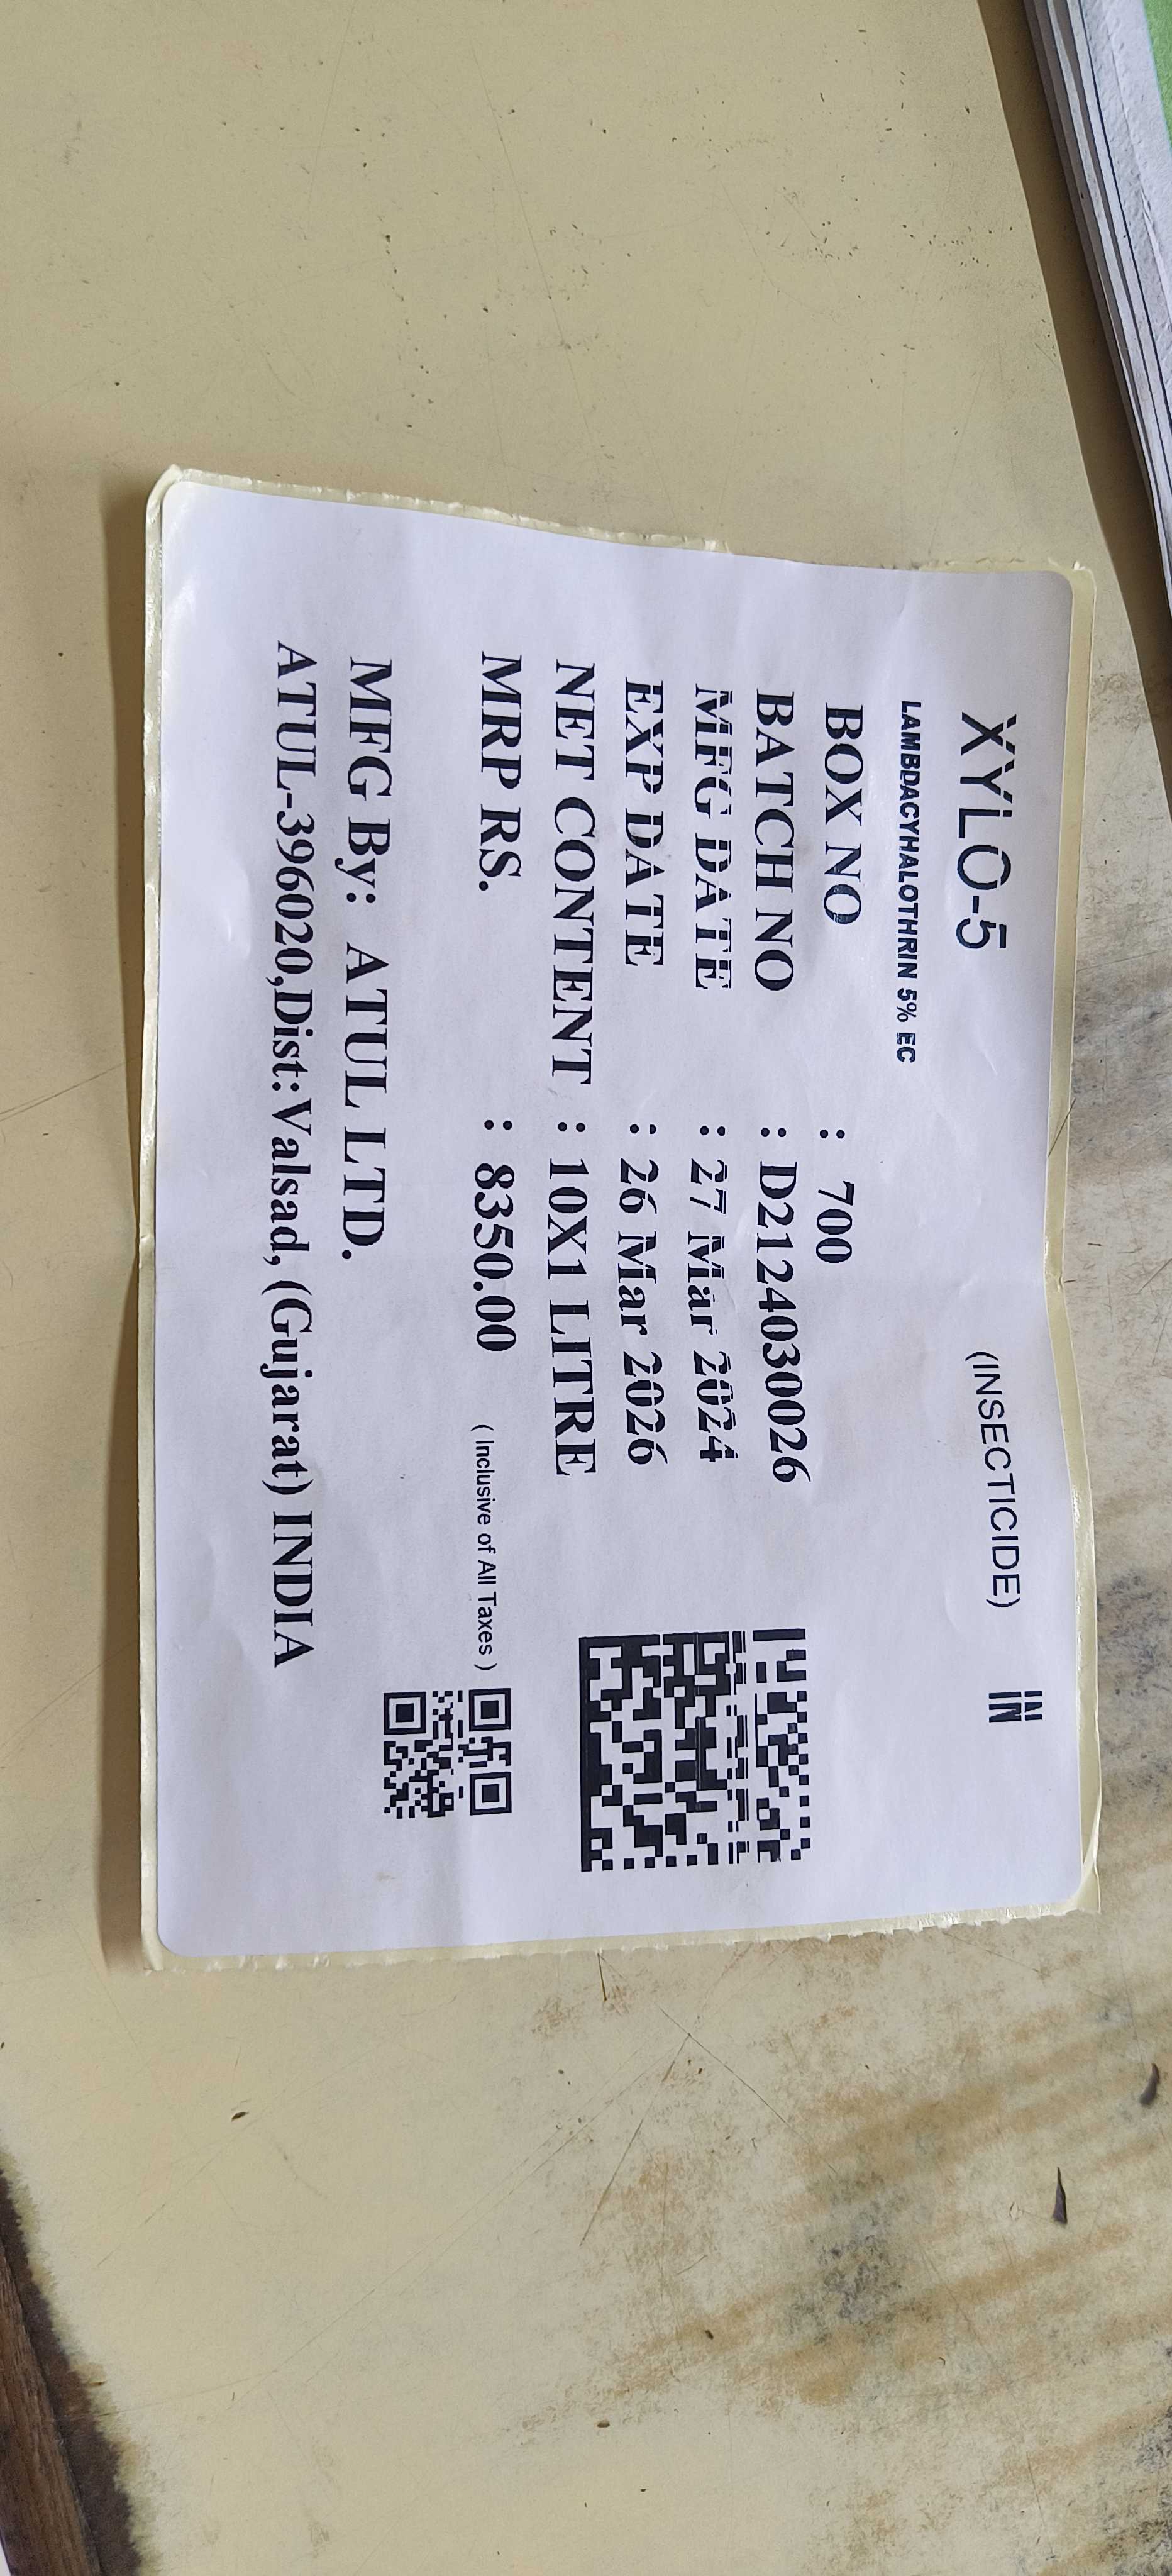 XYLO-5 (INSECTICIDE) IN
LAMBDACYHALOTHRIN 5% EC
BOX NO : 700
BATCH NO : D2124030026
MFG DATE : 27 Mar 2024
EXP DATE : 26 Mar 2026
NET CONTENT : 10X1 LITRE
MRP RS. : 8350.00 ( Inclusive of All Taxes )
MFG By: ATUL LTD.
ATUL-396020,Dist:Valsad, (Gujarat) INDIA